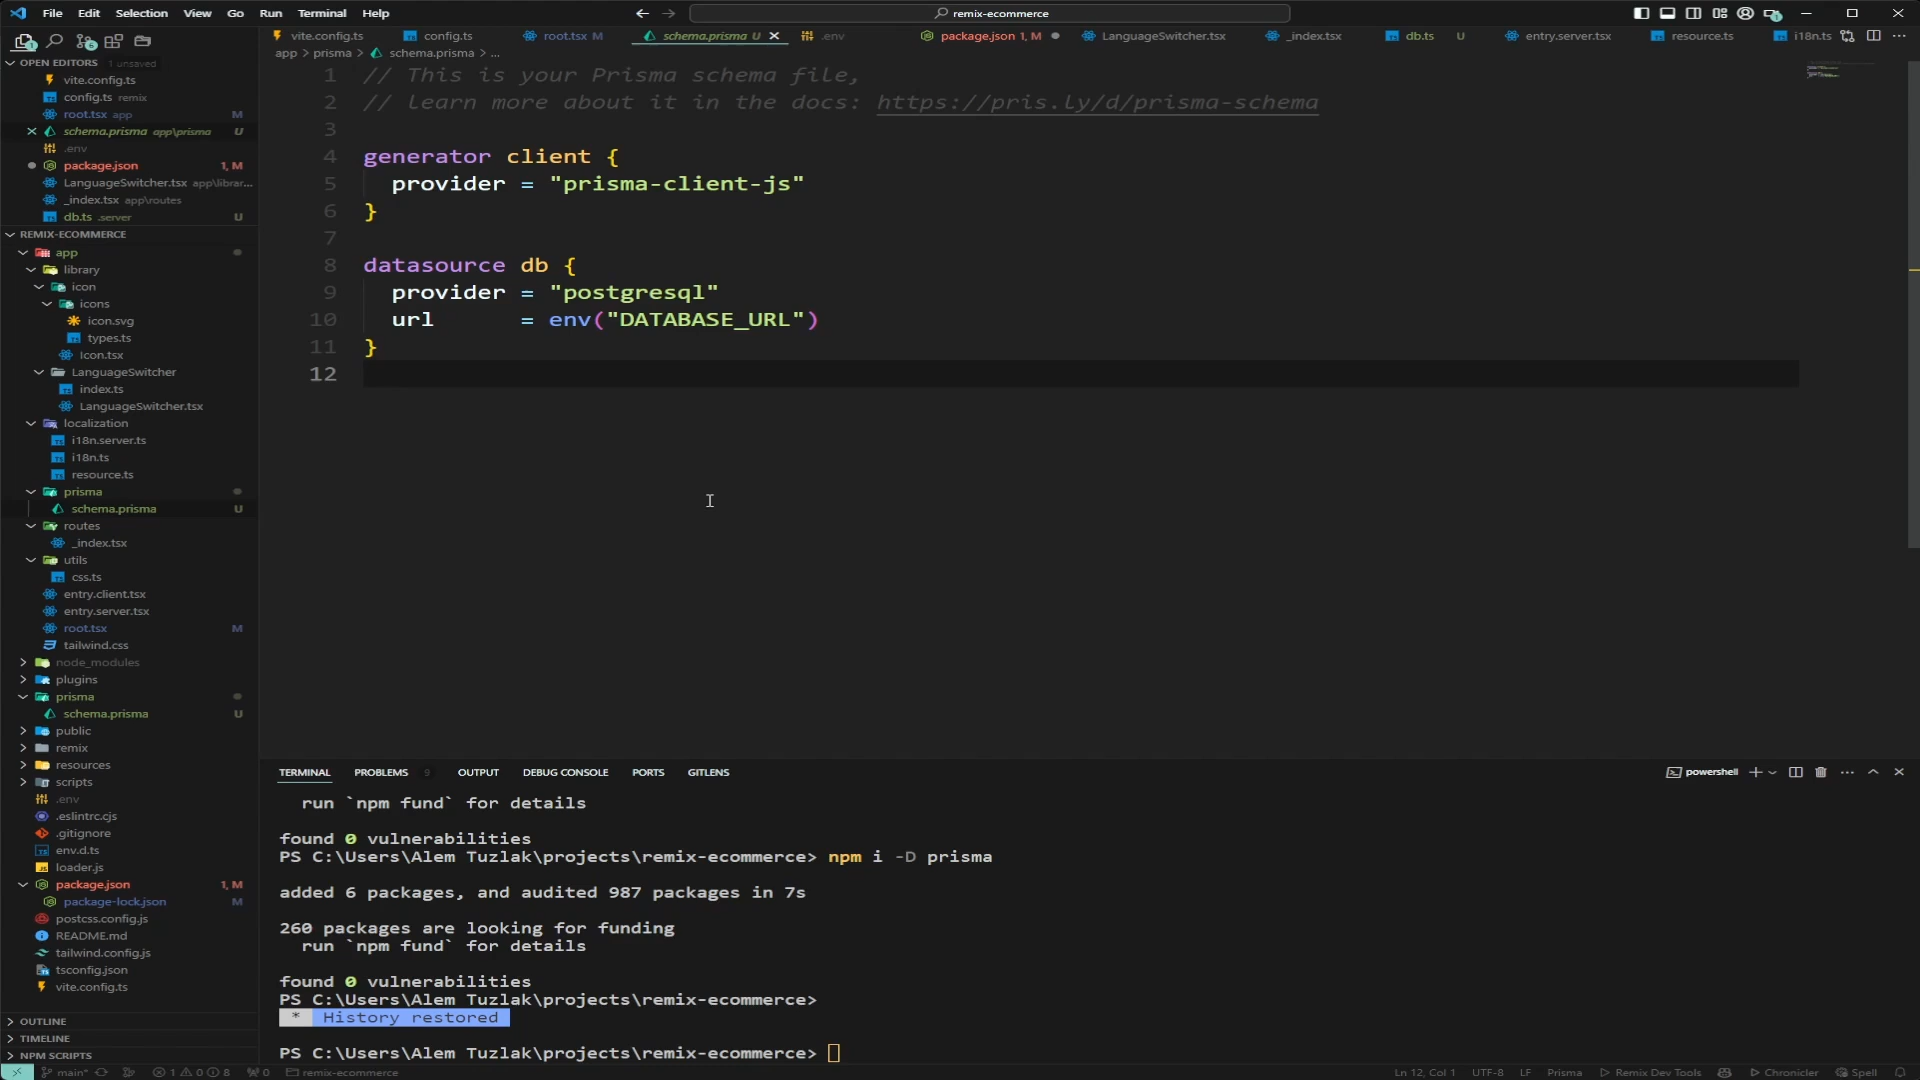 File Edit Selection View Go Run Terminal Help
remix-ecommerce
vite.config.ts config.ts root.tsx M schema.prisma U .env package.json 1, M LanguageSwitcher.tsx _index.tsx db.ts U entry.server.tsx resource.ts i18n.ts
app > prisma > schema.prisma > ...
OPEN EDITORS 1 unsaved
vite.config.ts
config.ts remix
root.tsx app M
schema.prisma app\prisma U
.env
package.json 1, M
LanguageSwitcher.tsx app\librar...
_index.tsx app\routes
db.ts .server U
REMIX-ECOMMERCE
app
library
icon
icons
icon.svg
types.ts
Icon.tsx
LanguageSwitcher
index.ts
LanguageSwitcher.tsx
localization
i18n.server.ts
i18n.ts
resource.ts
prisma
schema.prisma U
routes
_index.tsx
utils
css.ts
entry.client.tsx
entry.server.tsx
root.tsx M
tailwind.css
node_modules
plugins
prisma
schema.prisma U
public
remix
resources
scripts
.env
.eslintrc.cjs
.gitignore
env.d.ts
loader.js
package.json 1, M
package-lock.json M
postcss.config.js
README.md
tailwind.config.js
tsconfig.json
vite.config.ts
OUTLINE
TIMELINE
NPM SCRIPTS
1 // This is your Prisma schema file,
2 // learn more about it in the docs: https://pris.ly/d/prisma-schema
3
4 generator client {
5 provider = "prisma-client-js"
6 }
7
8 datasource db {
9 provider = "postgresql"
10 url = env("DATABASE_URL")
11 }
12
TERMINAL PROBLEMS 9 OUTPUT DEBUG CONSOLE PORTS GITLENS
powershell
run `npm fund` for details
found 0 vulnerabilities
PS C:\Users\Alem Tuzlak\projects\remix-ecommerce> npm i -D prisma
added 6 packages, and audited 987 packages in 7s
260 packages are looking for funding
run `npm fund` for details
found 0 vulnerabilities
PS C:\Users\Alem Tuzlak\projects\remix-ecommerce>
* History restored
PS C:\Users\Alem Tuzlak\projects\remix-ecommerce>
main* 1 0 8 0 remix-ecommerce Ln 12, Col 1 UTF-8 LF Prisma Remix Dev Tools Chronicler Spell